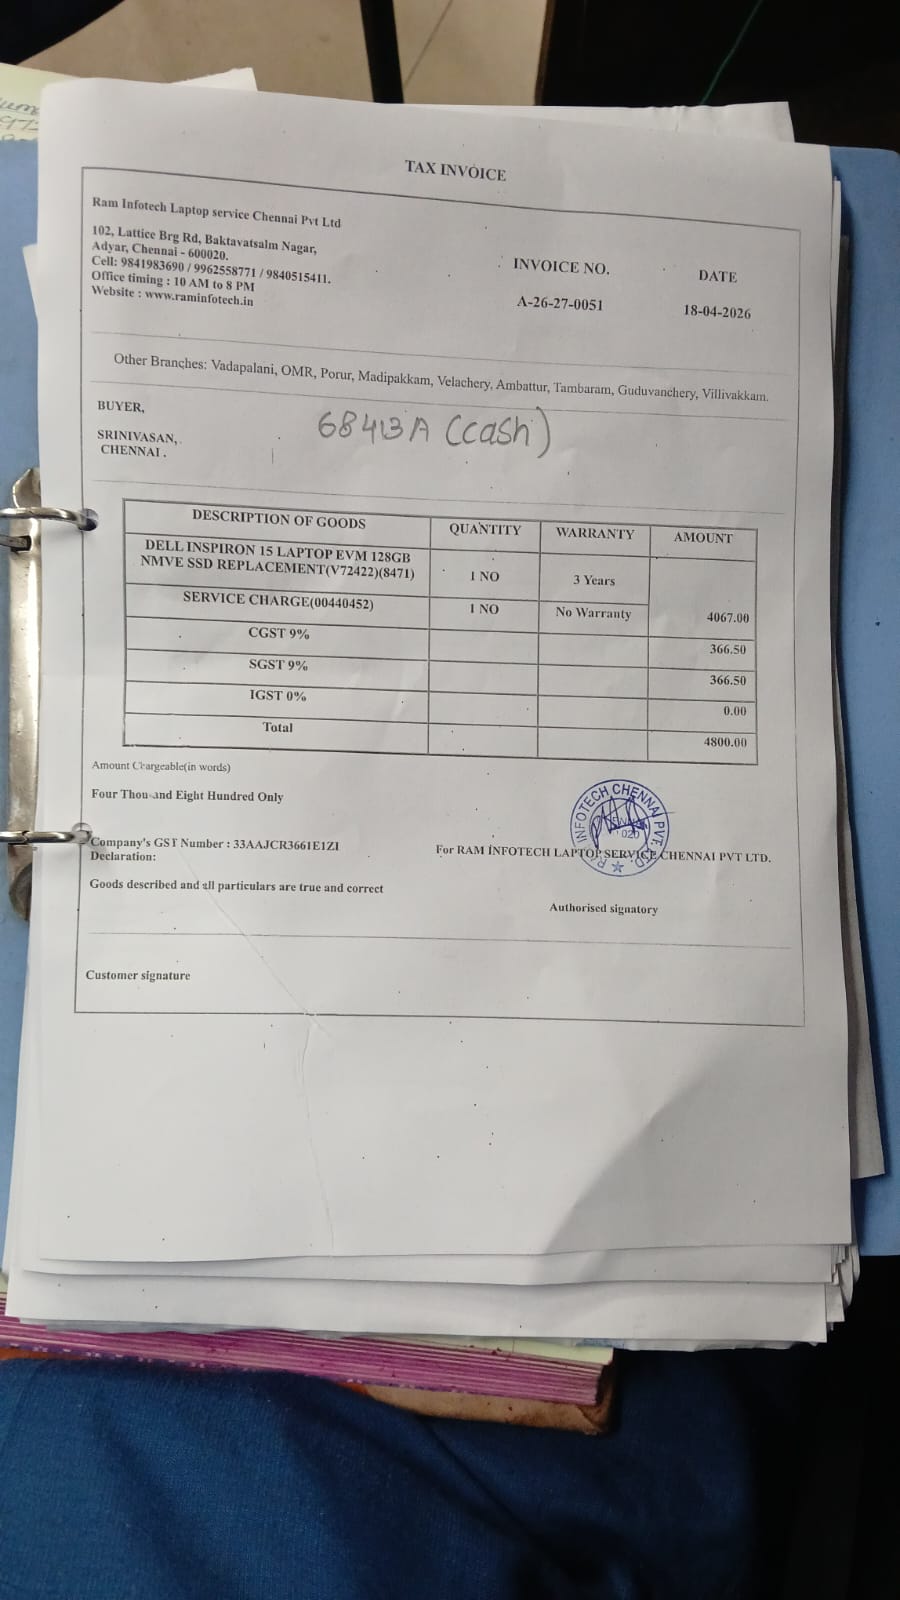 TAX INVOICE
Ram Infotech Laptop service Chennai Pvt Ltd
102, Lattice Brg Rd, Baktavatsalm Nagar,
Adyar, Chennai - 600020.
Cell: 9841983690 / 9962558771 / 9840515411.
Office timing : 10 AM to 8 PM
Website : www.raminfotech.in
INVOICE NO. DATE
A-26-27-0051 18-04-2026
Other Branches: Vadapalani, OMR, Porur, Madipakkam, Velachery, Ambattur, Tambaram, Guduvanchery, Villivakkam.
BUYER,
SRINIVASAN,
CHENNAI .
68413A (cash)
DESCRIPTION OF GOODS QUANTITY WARRANTY AMOUNT
DELL INSPIRON 15 LAPTOP EVM 128GB
NMVE SSD REPLACEMENT(V72422)(8471) 1 NO 3 Years
SERVICE CHARGE(00440452) 1 NO No Warranty 4067.00
CGST 9% 366.50
SGST 9% 366.50
IGST 0% 0.00
Total 4800.00
Amount Chargeable(in words)
Four Thousand Eight Hundred Only
Company's GST Number : 33AAJCR3661E1Z1
Declaration:
For RAM INFOTECH LAPTOP SERVICE CHENNAI PVT LTD.
Goods described and all particulars are true and correct
Authorised signatory
Customer signature
INFOTECH CHENNAI PVT. LTD.